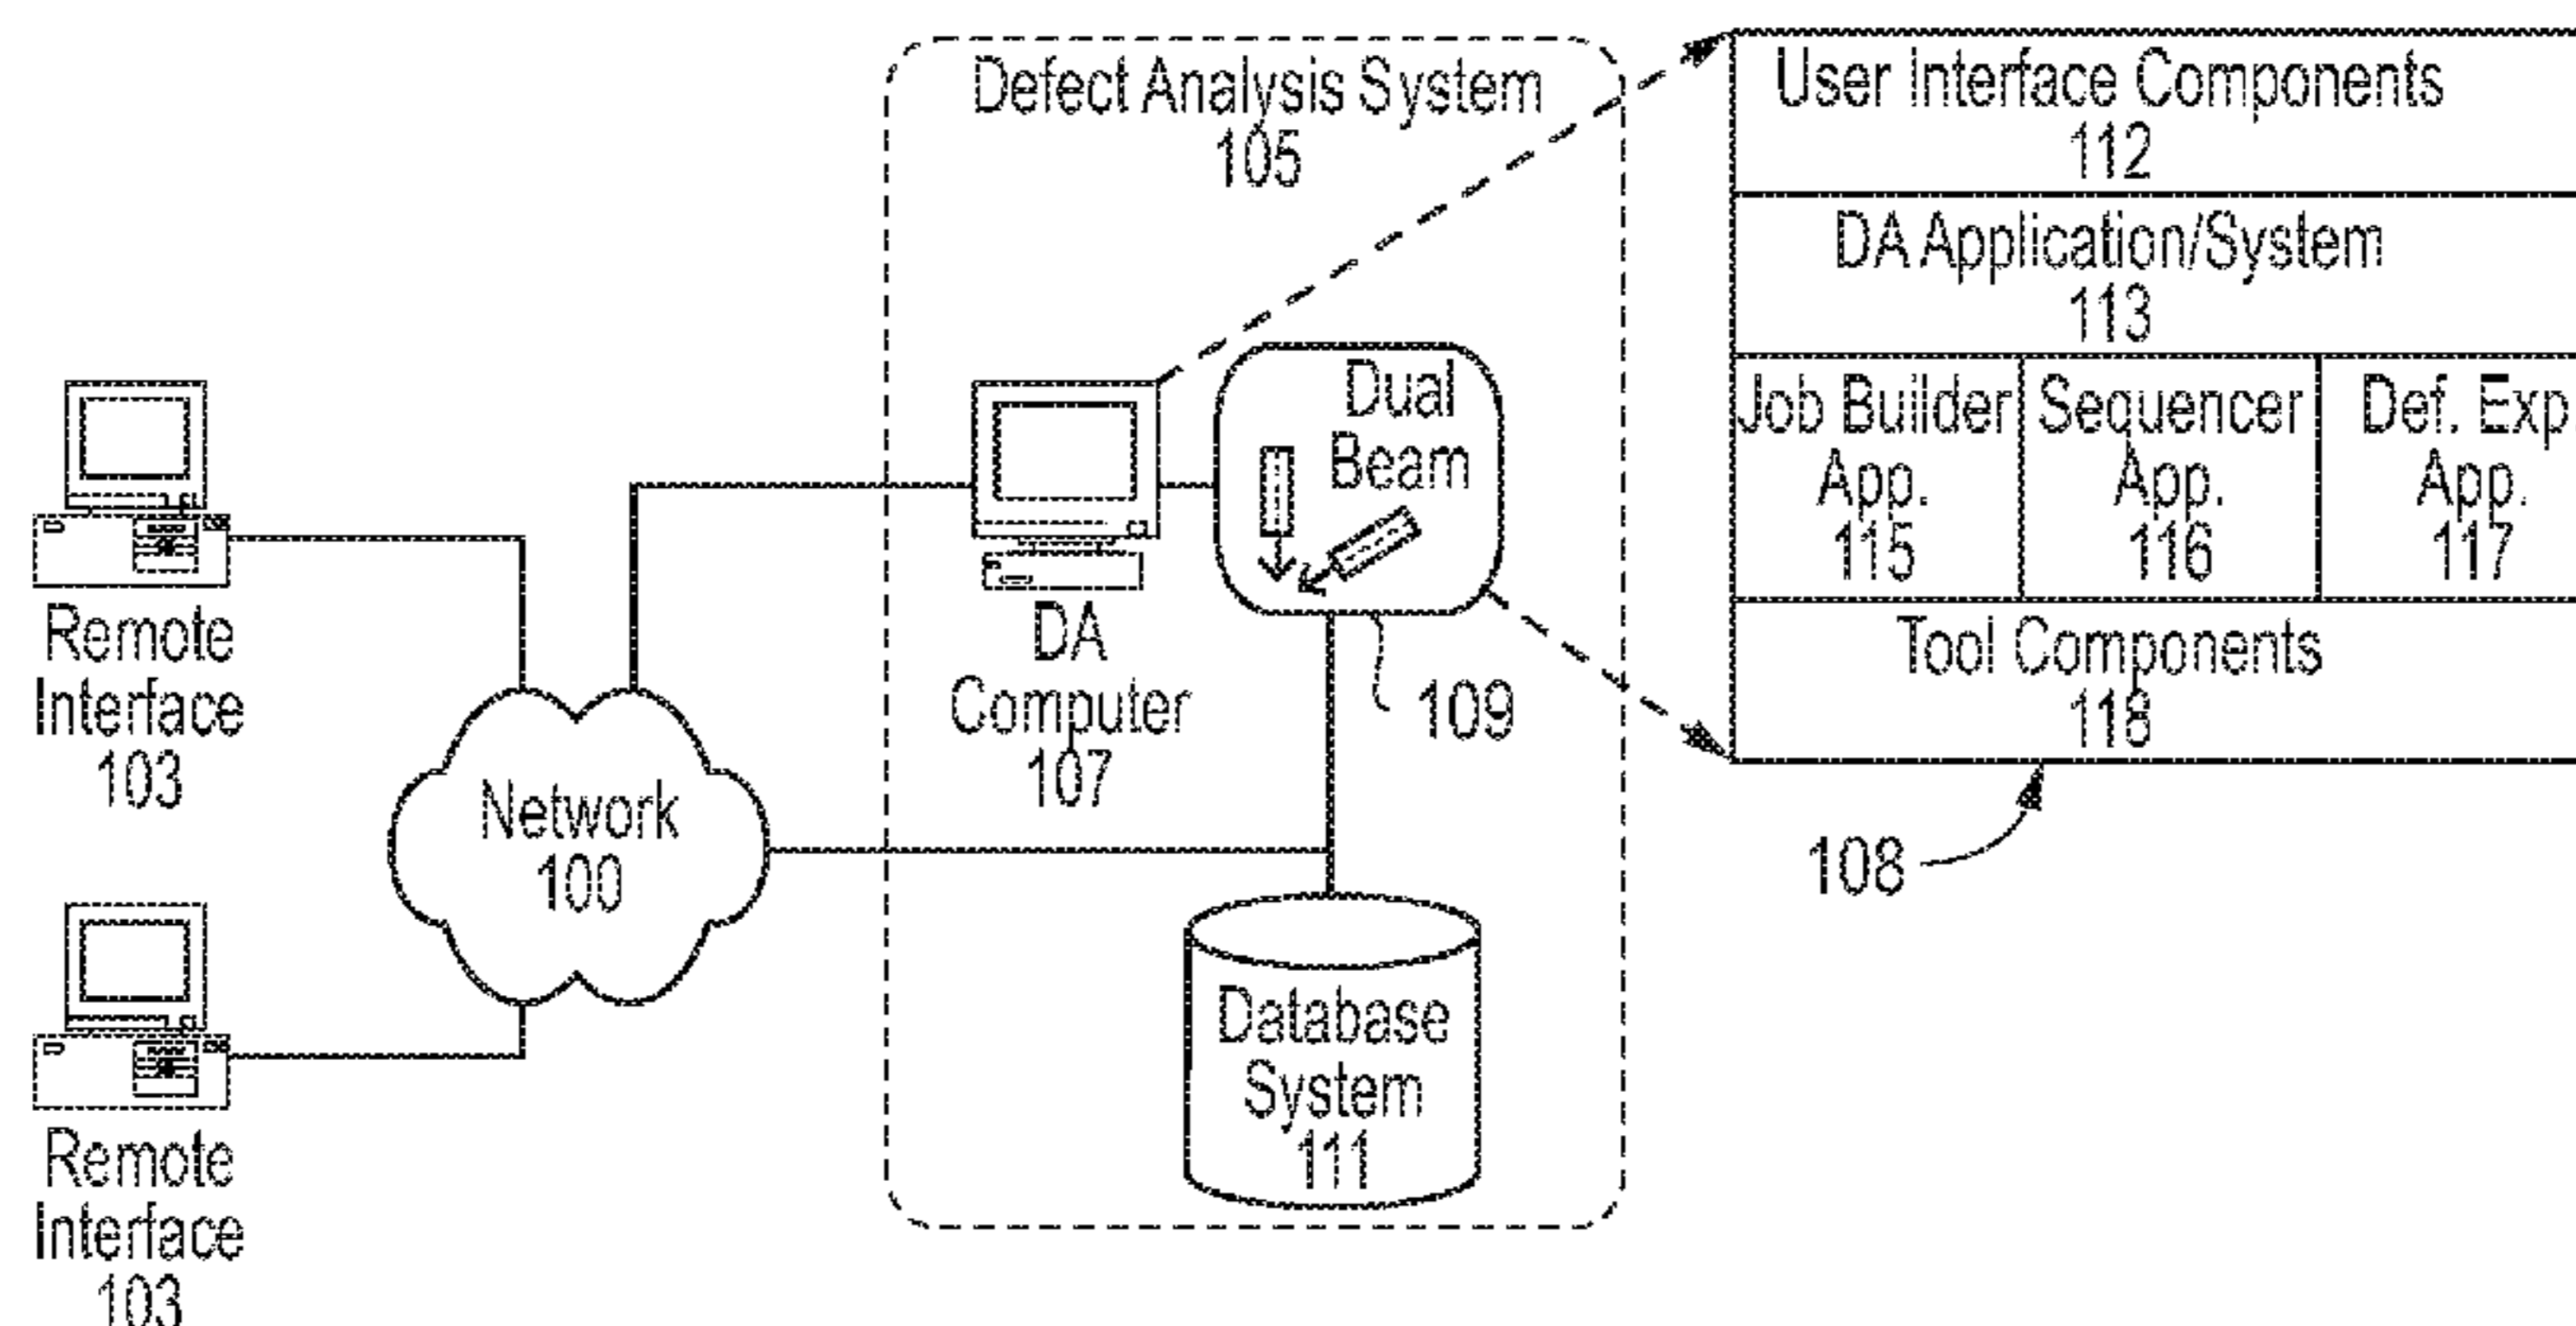 Defect Analysis System
105
User Interface Components
112
DA Application/System
113
Job Builder
App.
115
Sequencer
App.
116
Def. Exp
App.
117
Tool Components
118
108
Dual
Beam
109
DA
Computer
107
Database
System
111
Network
100
Remote
Interface
103
Remote
Interface
103